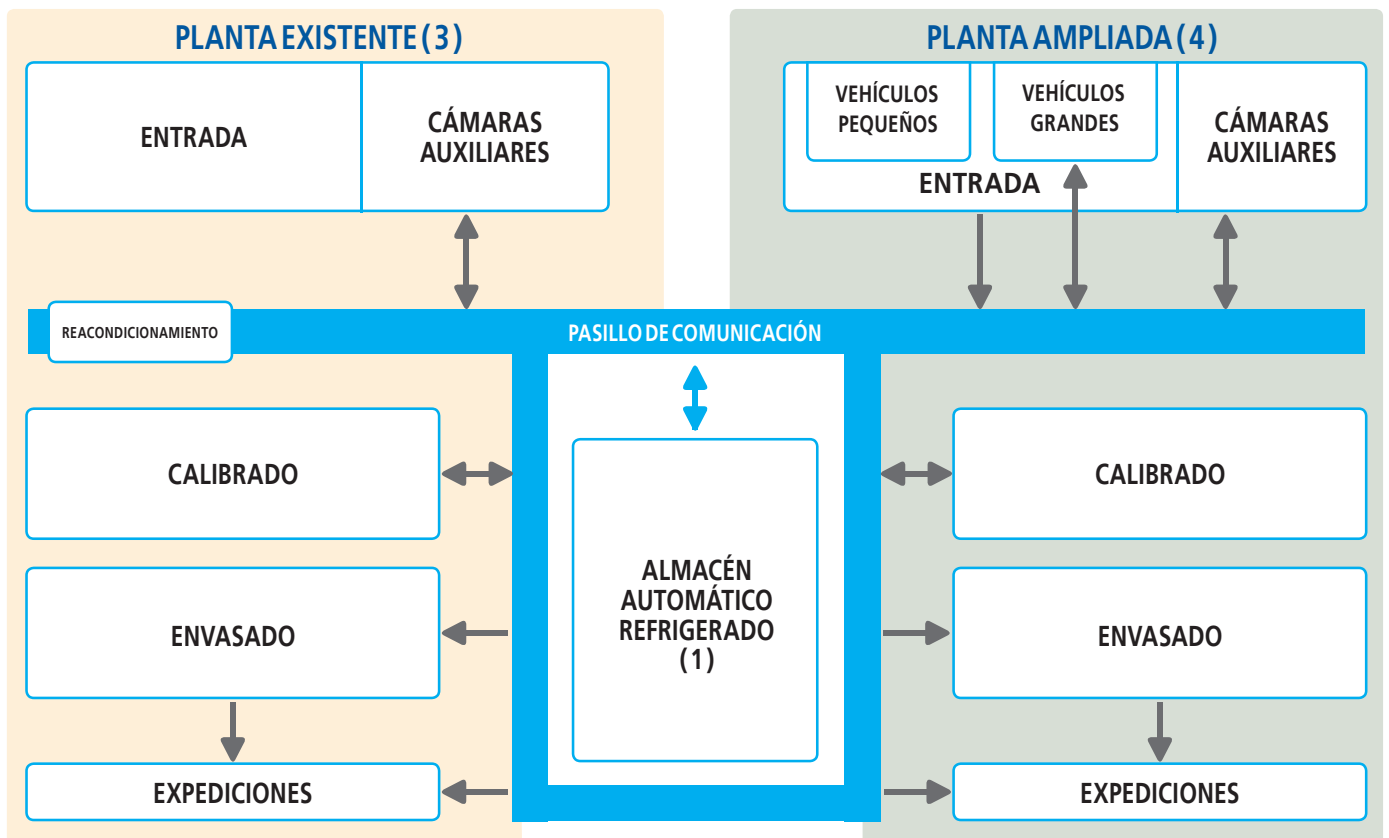 PLANTA EXISTENTE (3)
ENTRADA
CÁMARAS
AUXILIARES
PLANTA AMPLIADA (4)
VEHÍCULOS
PEQUEÑOS
VEHÍCULOS
GRANDES
ENTRADA
CÁMARAS
AUXILIARES
REACONDICIONAMIENTO
PASILLO DE COMUNICACIÓN
CALIBRADO
ENVASADO
EXPEDICIONES
ALMACÉN
AUTOMÁTICO
REFRIGERADO
(1)
CALIBRADO
ENVASADO
EXPEDICIONES